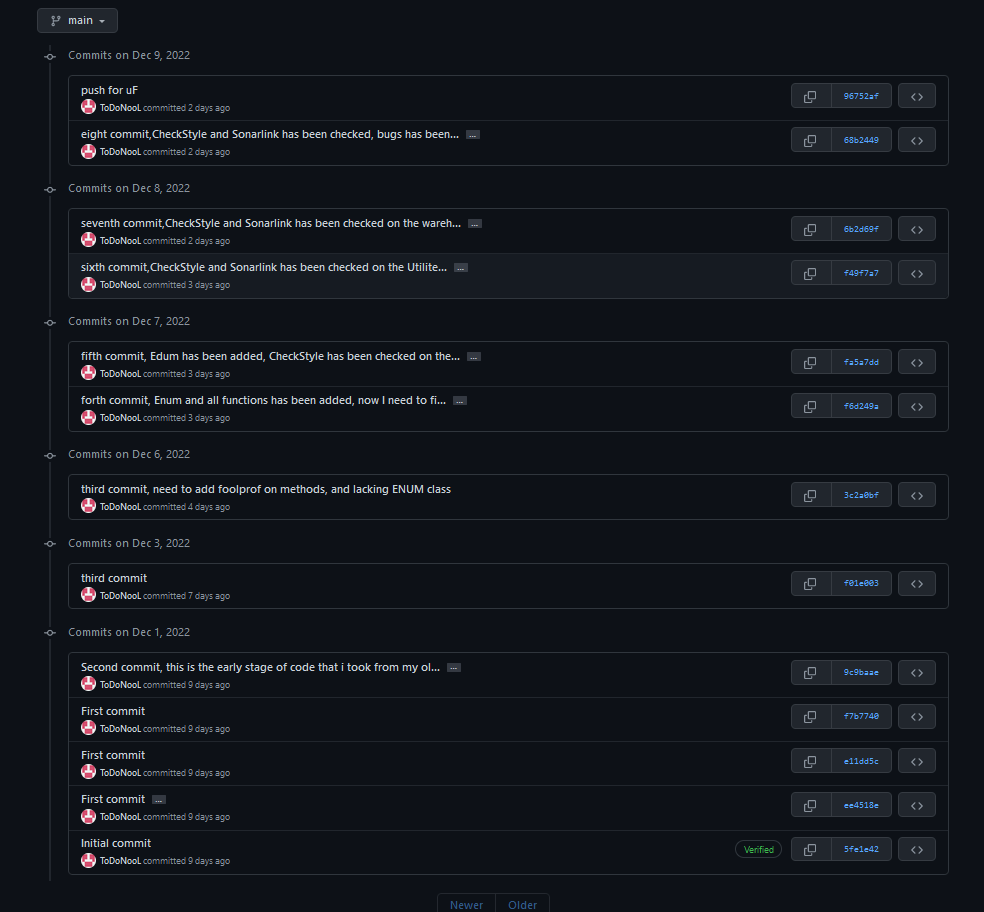 main
Commits on Dec 9, 2022
push for uF
ToDoNooL committed 2 days ago
96752af
eight commit,CheckStyle and Sonarlink has been checked, bugs has been... ...
ToDoNooL committed 2 days ago
68b2449
Commits on Dec 8, 2022
seventh commit,CheckStyle and Sonarlink has been checked on the wareh... ...
ToDoNooL committed 2 days ago
6b2d69f
sixth commit,CheckStyle and Sonarlink has been checked on the Utilite... ...
ToDoNooL committed 3 days ago
f49f7a7
Commits on Dec 7, 2022
fifth commit, Edum has been added, CheckStyle has been checked on the... ...
ToDoNooL committed 3 days ago
fa5a7dd
forth commit, Enum and all functions has been added, now I need to fi... ...
ToDoNooL committed 3 days ago
f6d249a
Commits on Dec 6, 2022
third commit, need to add foolprof on methods, and lacking ENUM class
ToDoNooL committed 4 days ago
3c2a0bf
Commits on Dec 3, 2022
third commit
ToDoNooL committed 7 days ago
f01e003
Commits on Dec 1, 2022
Second commit, this is the early stage of code that i took from my ol... ...
ToDoNooL committed 9 days ago
9c9baae
First commit
ToDoNooL committed 9 days ago
f7b7740
First commit
ToDoNooL committed 9 days ago
e11dd5c
First commit ...
ToDoNooL committed 9 days ago
ee4518e
Initial commit
ToDoNooL committed 9 days ago
Verified
5fe1e42
Newer
Older